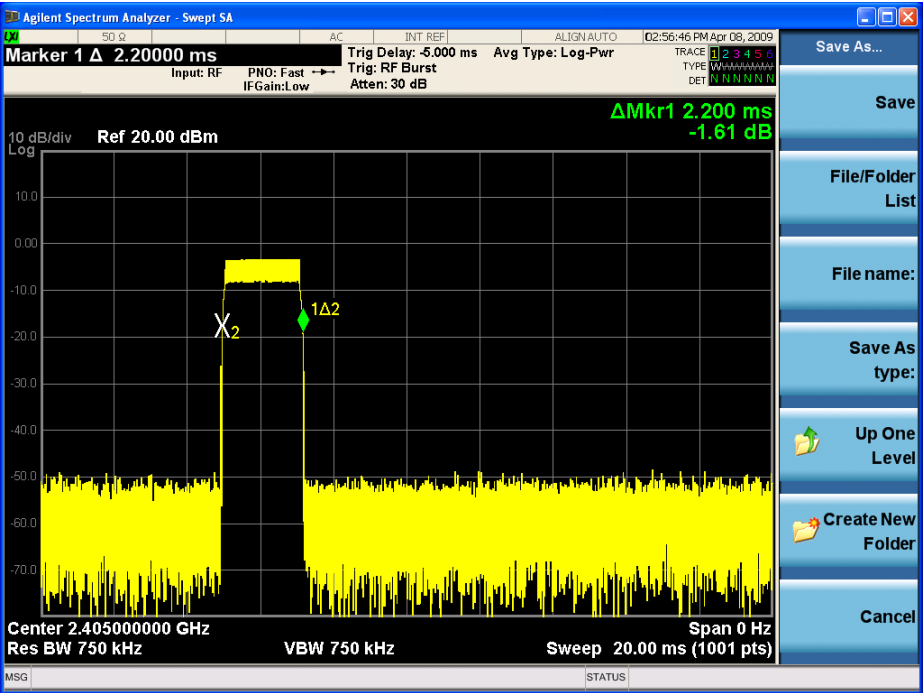 Agilent Spectrum Analyzer - Swept SA
LXI 50 Ω AC INT REF ALIGN AUTO 02:56:46 PM Apr 08, 2009
Marker 1 Δ 2.20000 ms
Trig Delay: -5.000 ms Avg Type: Log-Pwr
TRACE 1 2 3 4 5 6
Input: RF PNO: Fast Trig: RF Burst
TYPE WWWWWW
IFGain:Low Atten: 30 dB
DET N N N N N N
ΔMkr1 2.200 ms
-1.61 dB
10 dB/div Ref 20.00 dBm
Log
10.0
0.00
-10.0
1Δ2
2
-20.0
-30.0
-40.0
-50.0
-60.0
-70.0
Center 2.405000000 GHz Span 0 Hz
Res BW 750 kHz VBW 750 kHz Sweep 20.00 ms (1001 pts)
MSG STATUS
Save As...
Save
File/Folder
List
File name:
Save As
type:
Up One
Level
Create New
Folder
Cancel